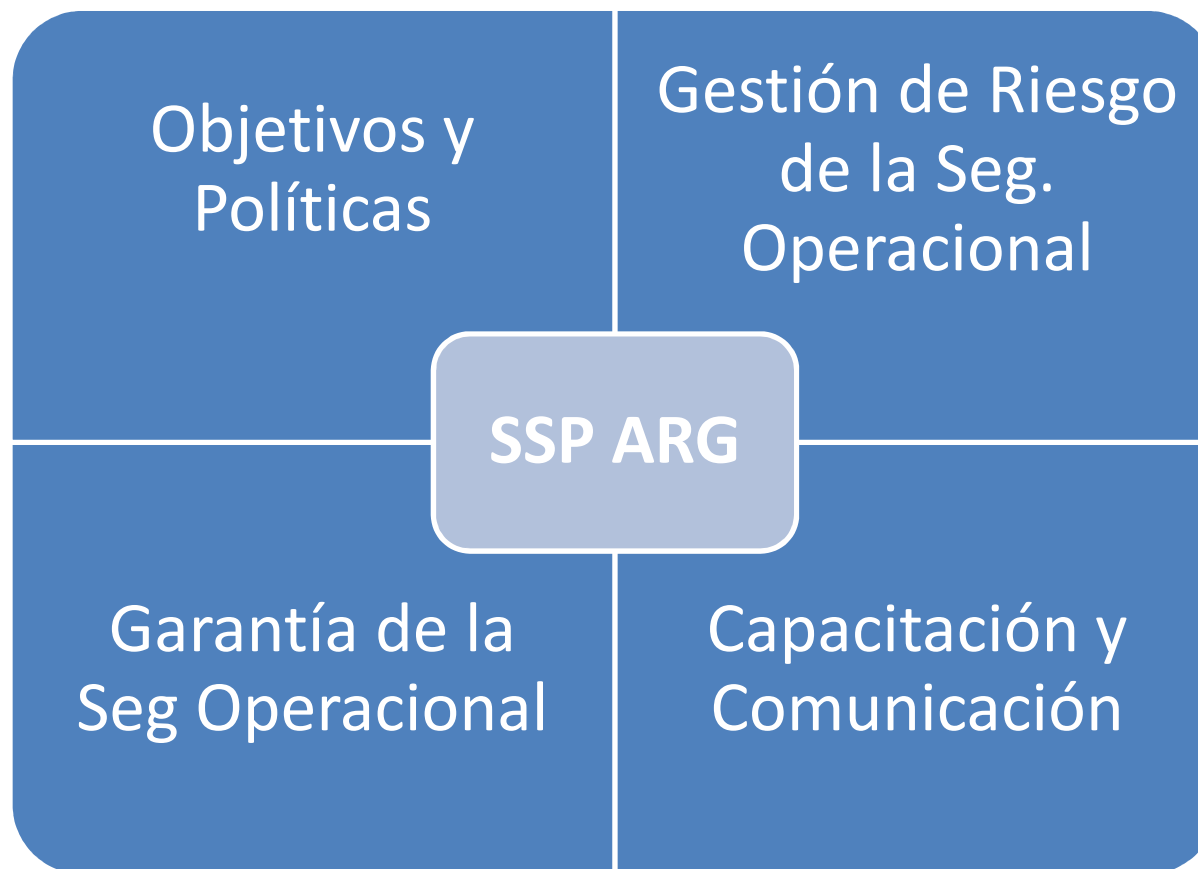 Objetivos y
Políticas
Gestión de Riesgo
de la Seg.
Operacional
SSP ARG
Garantía de la
Seg Operacional
Capacitación y
Comunicación